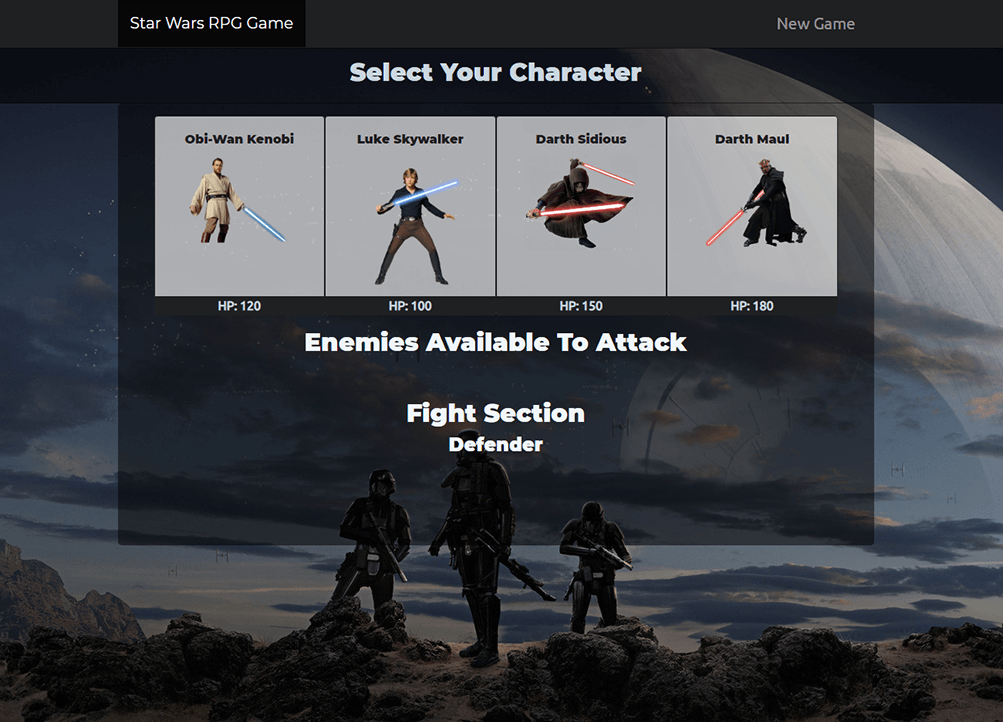 Star Wars RPG Game
New Game
Select Your Character
Obi-Wan Kenobi
Luke Skywalker
Darth Sidious
Darth Maul
HP: 120
HP: 100
HP: 150
HP: 180
Enemies Available To Attack
Fight Section
Defender